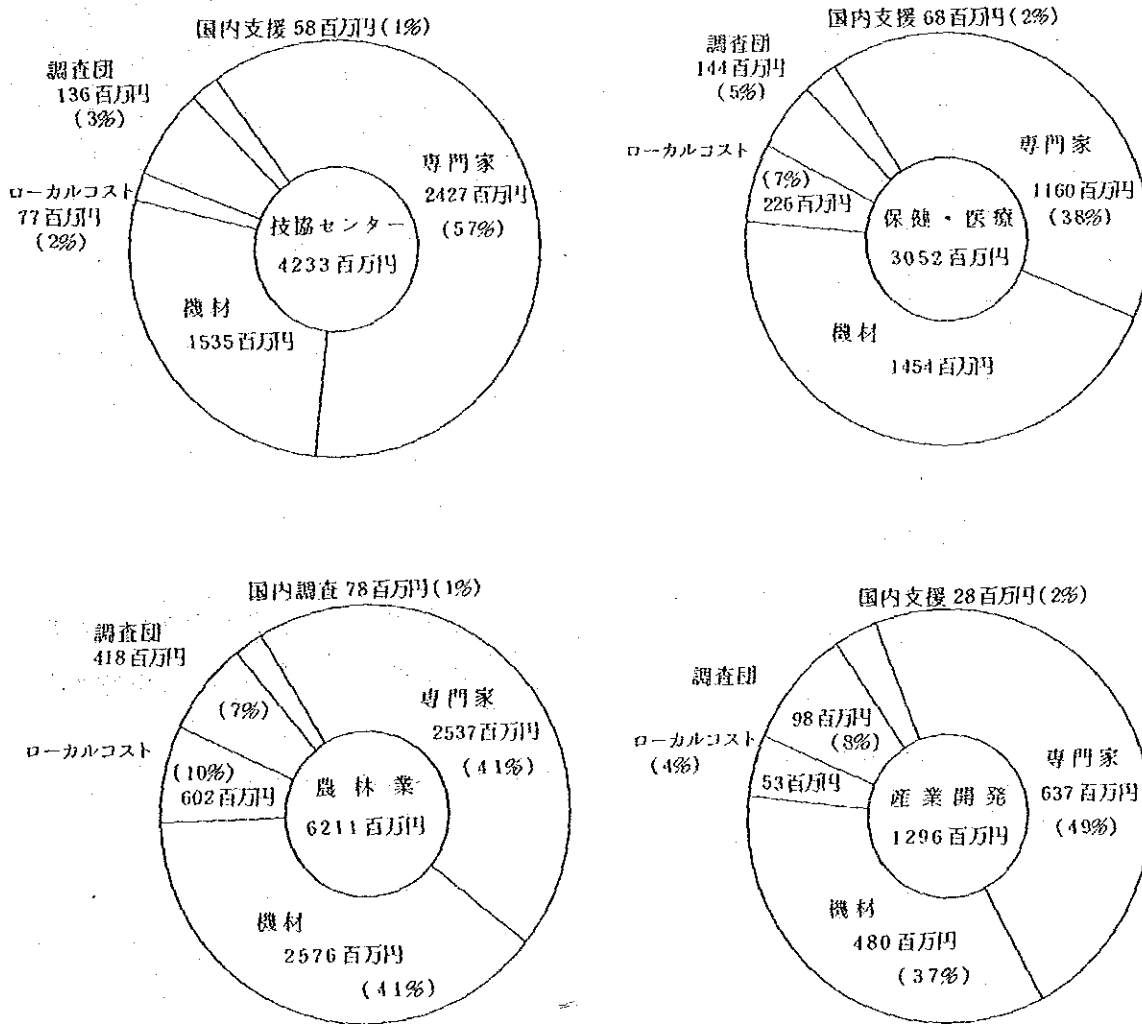 国内支援 58百万円(1%)
調査団
136百万円
(3%)
ローカルコスト
77百万円
(2%)
専門家
2427百万円
(57%)
技協センター
4233百万円
機材
1535百万円
国内支援 68百万円(2%)
調査団
144百万円
(5%)
ローカルコスト
(7%)
226百万円
専門家
1160百万円
(38%)
保健・医療
3052百万円
機材
1454百万円
国内調査 78百万円(1%)
調査団
418百万円
(7%)
ローカルコスト
(10%)
602百万円
専門家
2537百万円
(41%)
農林業
6211百万円
機材
2576百万円
(41%)
国内支援 28百万円(2%)
調査団
98百万円
(8%)
ローカルコスト
(4%)
53百万円
専門家
637百万円
(49%)
産業開発
1296百万円
機材
480百万円
(37%)